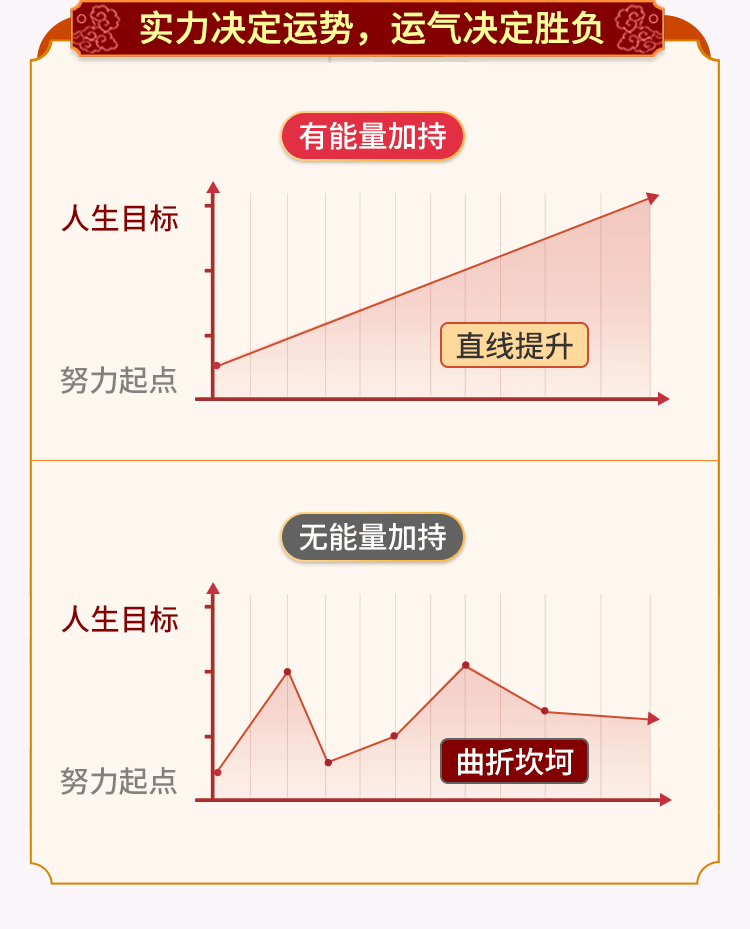 实力决定运势，运气决定胜负
有能量加持
人生目标
直线提升
努力起点
无能量加持
人生目标
曲折坎坷
努力起点